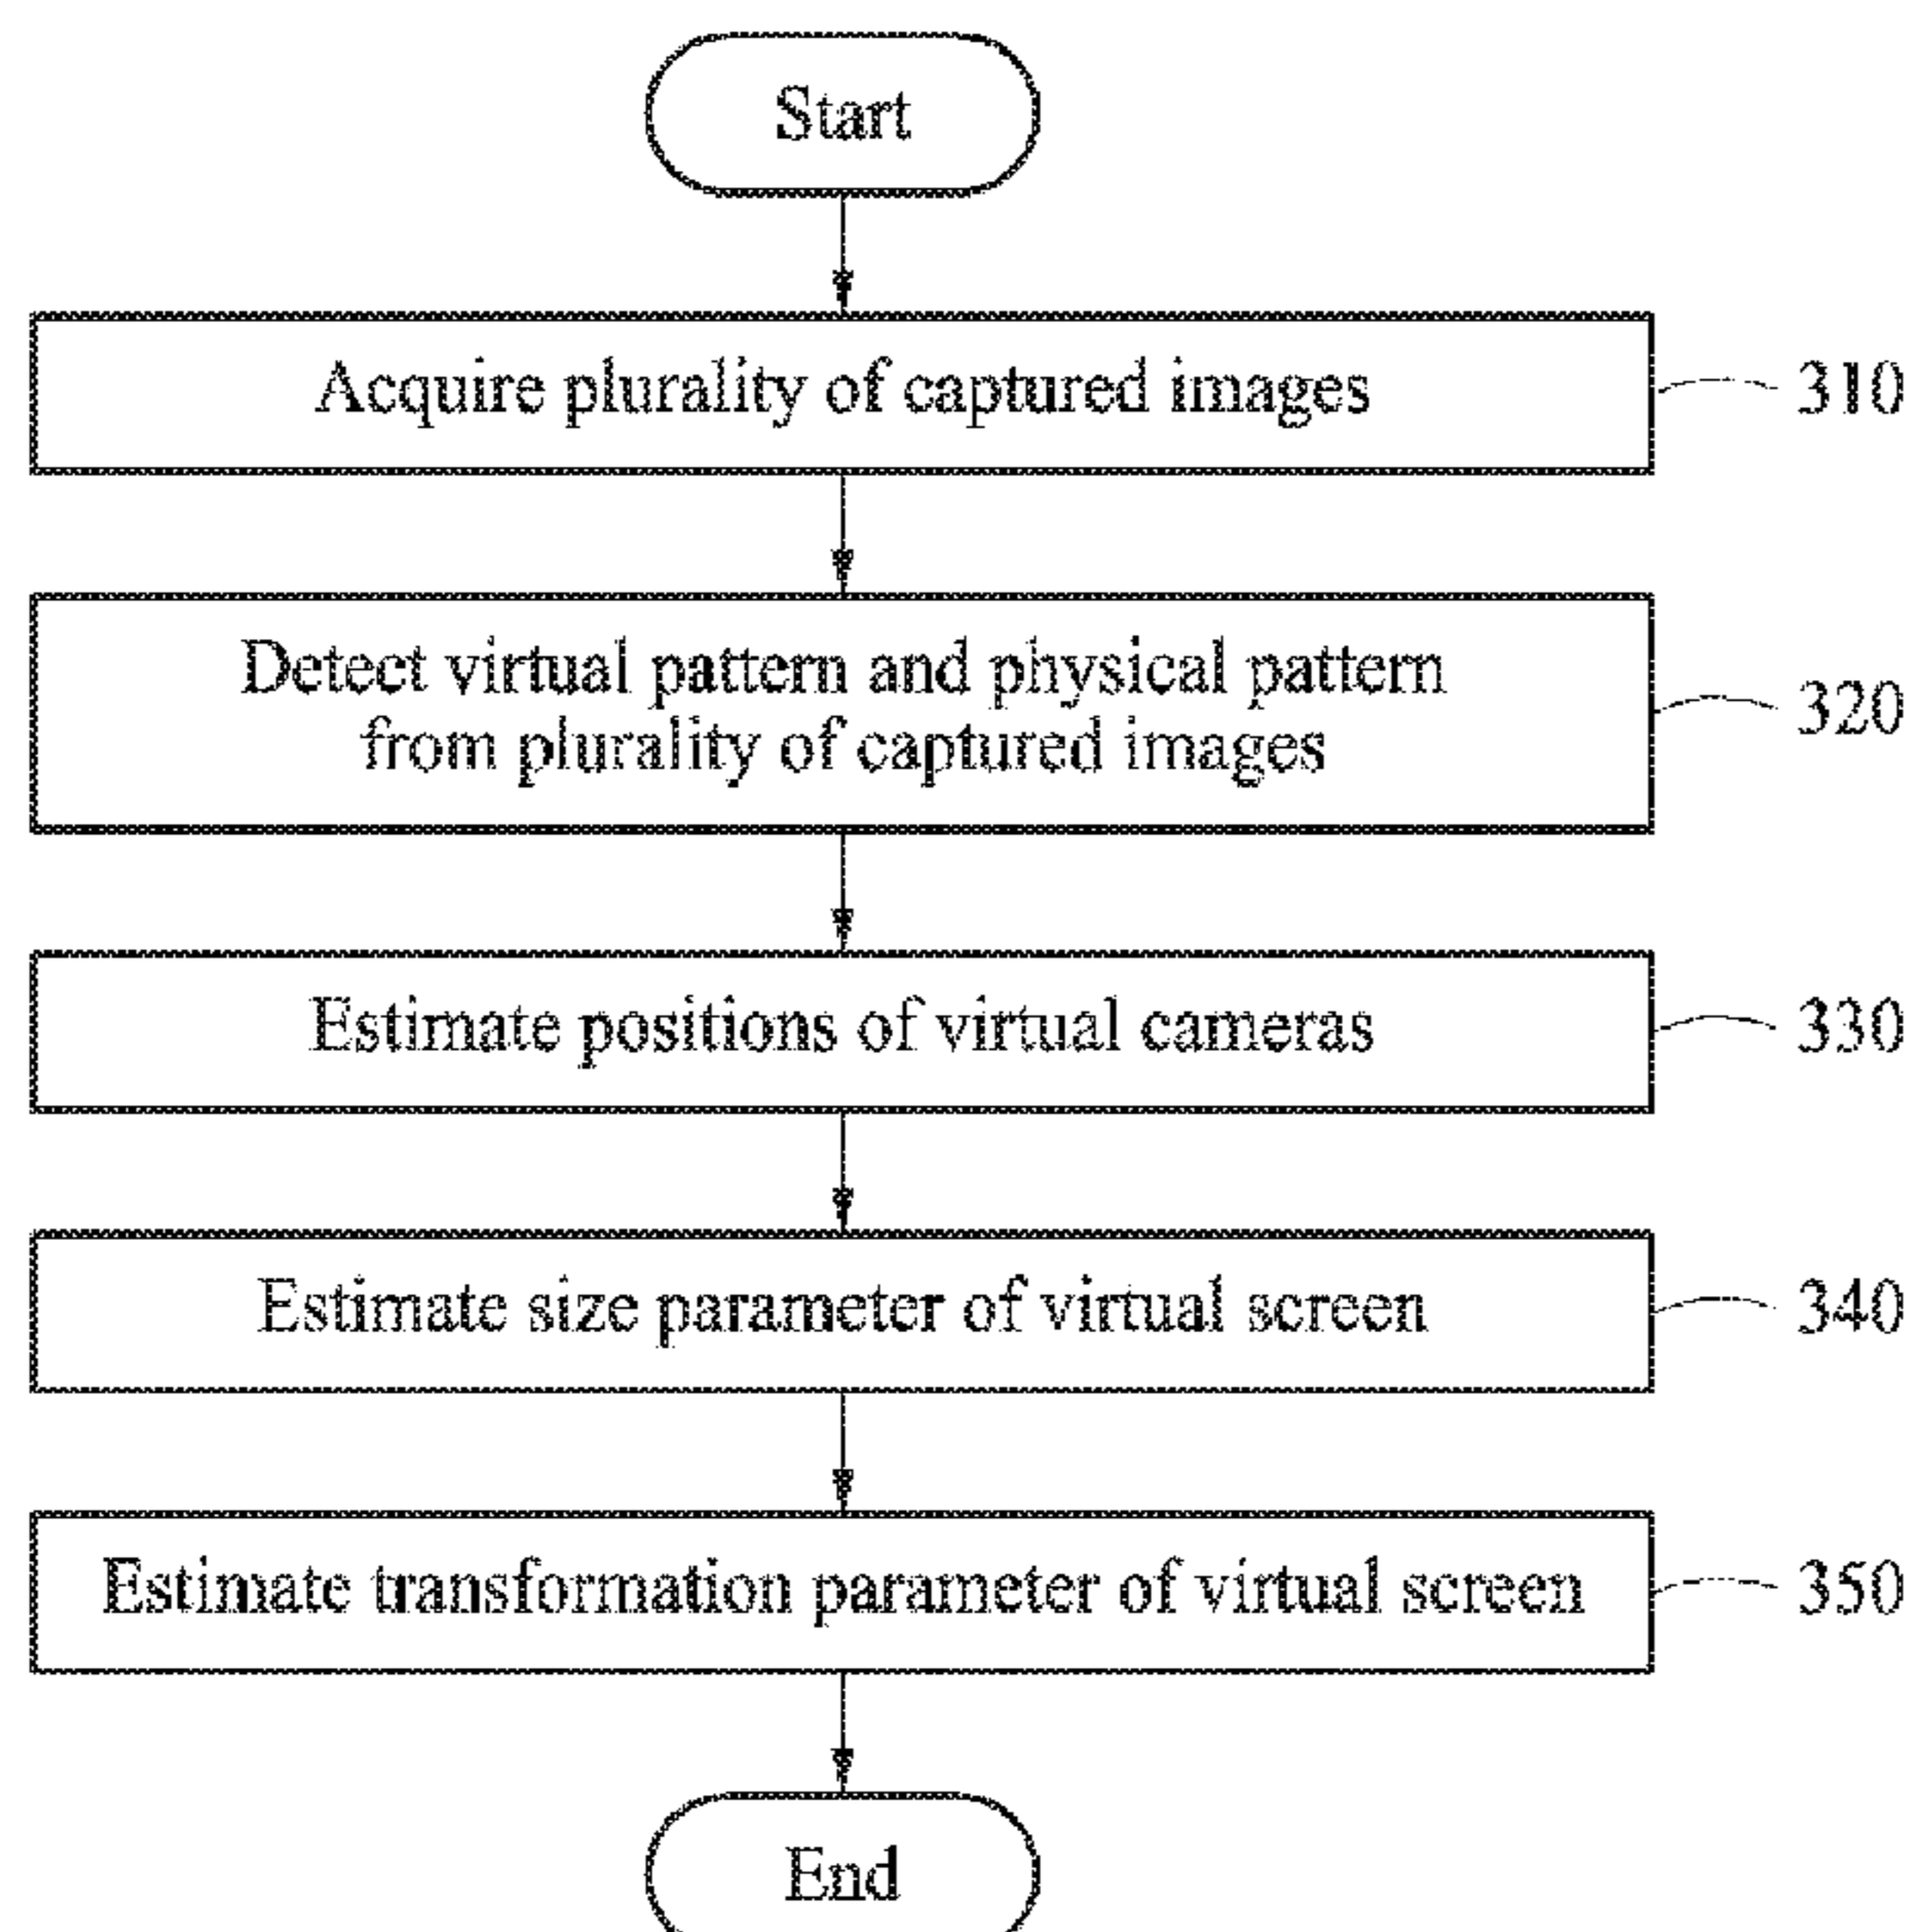 Start
Acquire plurality of captured images
310
Detect virtual pattern and physical pattern
from plurality of captured images
320
Estimate positions of virtual cameras
330
Estimate size parameter of virtual screen
340
Estimate transformation parameter of virtual screen
350
End